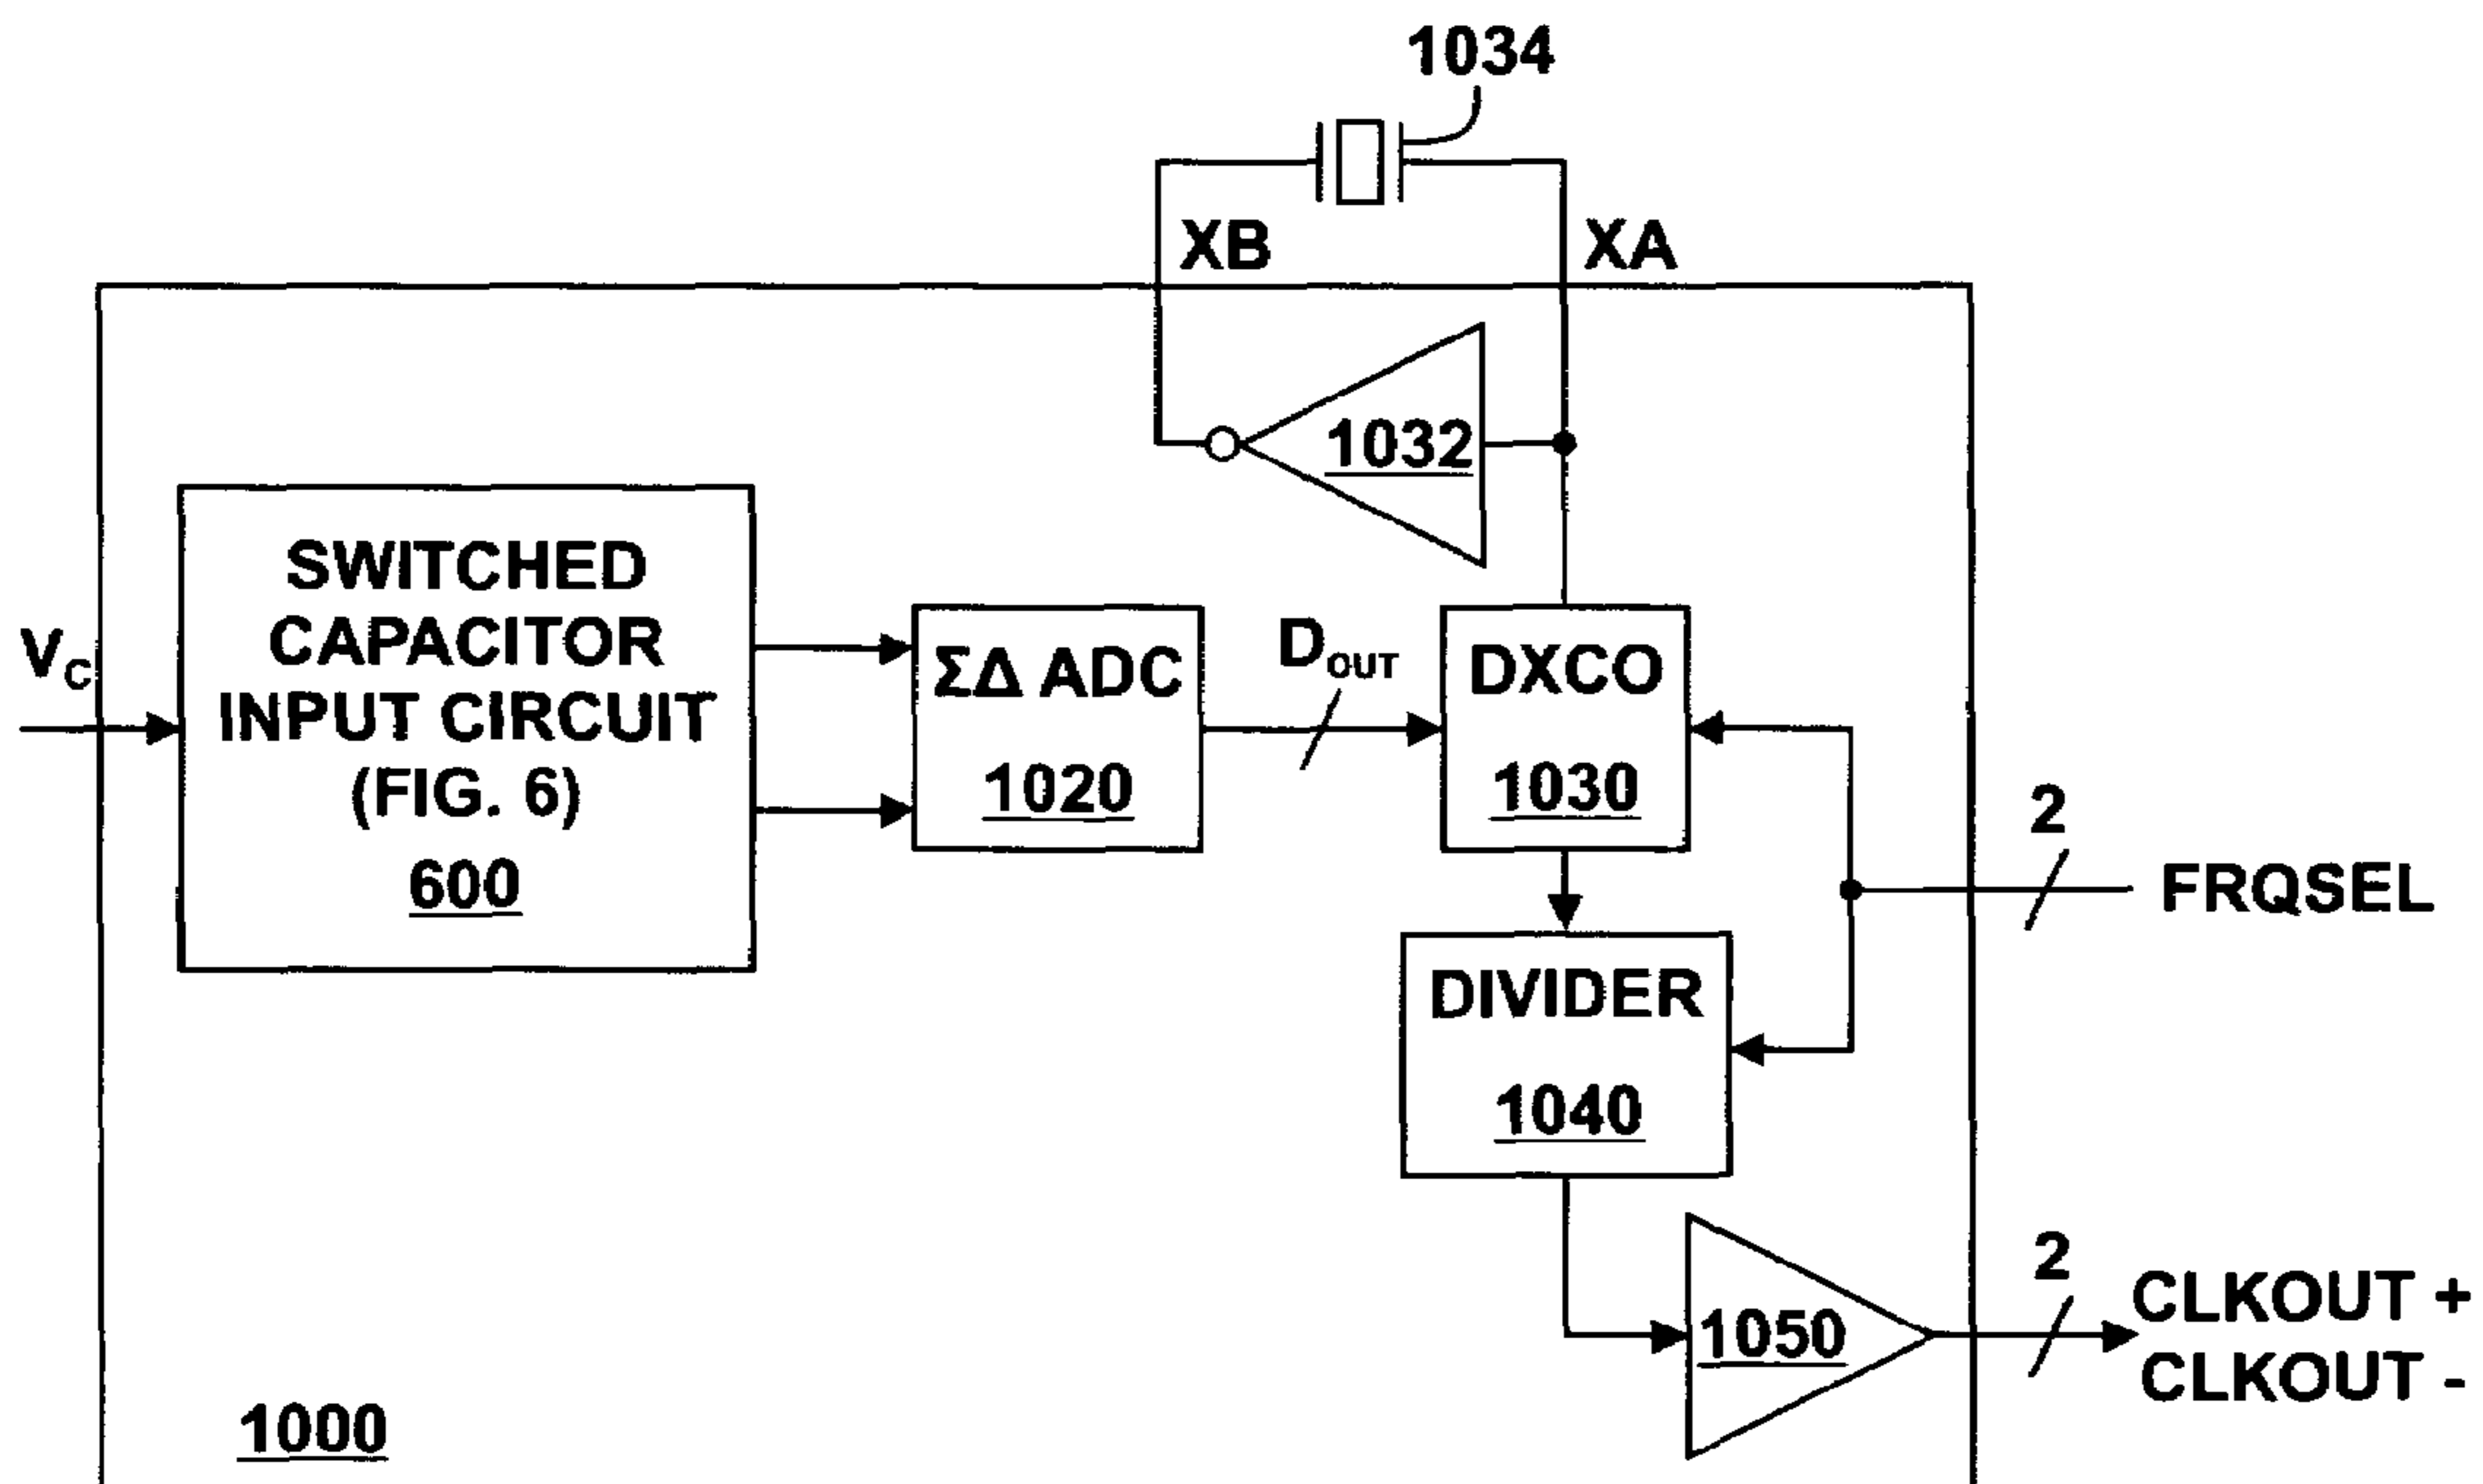 1034
XB
XA
1032
SWITCHED
CAPACITOR
INPUT CIRCUIT
(FIG. 6)
600
V_C
ΣΔ ADC
1020
D_OUT
DXCO
1030
2
FRQSEL
DIVIDER
1040
1050
2
CLKOUT +
CLKOUT -
1000